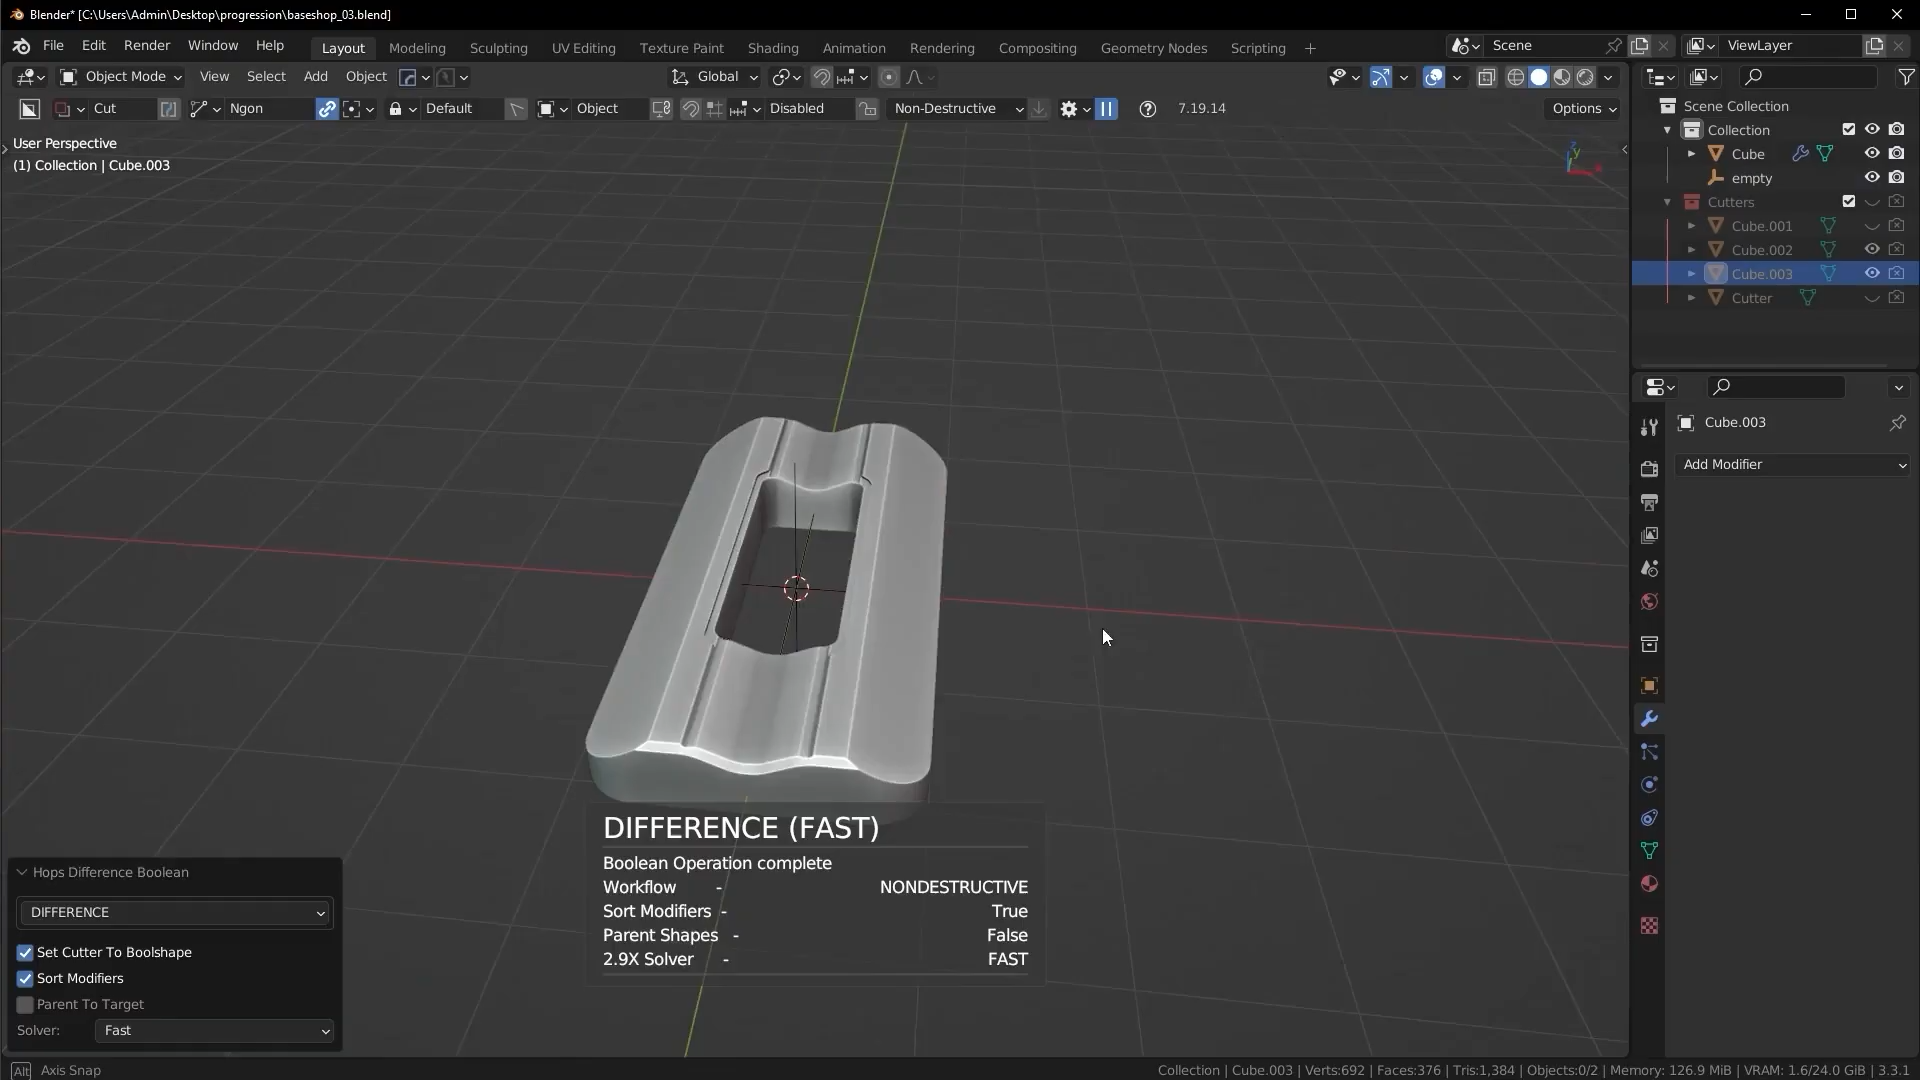 Blender* [C:\Users\Admin\Desktop\progression\baseshop_03.blend]
File Edit Render Window Help
Layout Modeling Sculpting UV Editing Texture Paint Shading Animation Rendering Compositing Geometry Nodes Scripting +
Scene
ViewLayer
Object Mode View Select Add Object
Global
Cut Ngon Default Object Disabled Non-Destructive 7.19.14 Options
User Perspective
(1) Collection | Cube.003
Scene Collection
Collection
Cube
empty
Cutters
Cube.001
Cube.002
Cube.003
Cutter
Cube.003
Add Modifier
DIFFERENCE (FAST)
Boolean Operation complete
Workflow - NONDESTRUCTIVE
Sort Modifiers - True
Parent Shapes - False
2.9X Solver - FAST
Hops Difference Boolean
DIFFERENCE
Set Cutter To Boolshape
Sort Modifiers
Parent To Target
Solver: Fast
Alt Axis Snap
Collection | Cube.003 | Verts:692 | Faces:376 | Tris:1,384 | Objects:0/2 | Memory: 126.9 MiB | VRAM: 1.6/24.0 GiB | 3.3.1